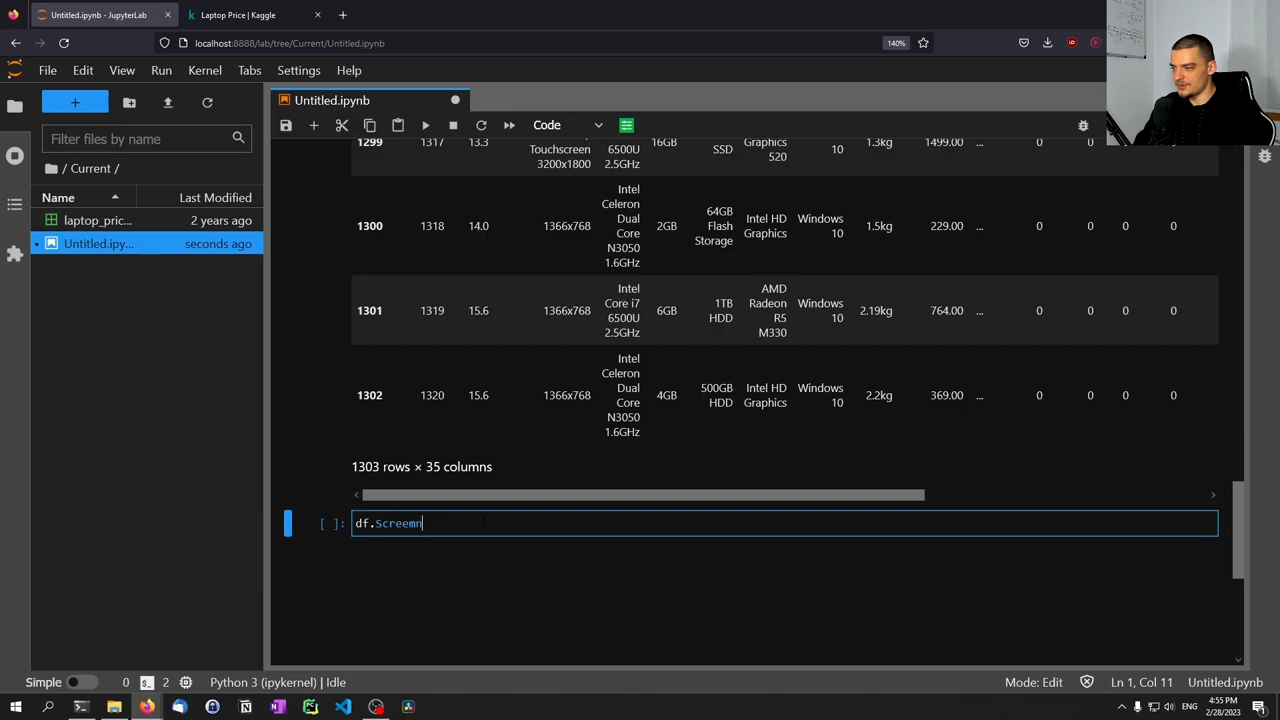 Untitled.ipynb - JupyterLab
Laptop Price | Kaggle
localhost:8888/lab/tree/Current/Untitled.ipynb
140%
File Edit View Run Kernel Tabs Settings Help
Untitled.ipynb
Filter files by name
Code
/ Current /
Name Last Modified
laptop_pric... 2 years ago
Untitled.ipy... seconds ago
1299 1317 13.3 Touchscreen 3200x1800 6500U 2.5GHz 16GB SSD Graphics 520 10 1.3kg 1499.00 ... 0 0 0 0
1300 1318 14.0 1366x768 Intel Celeron Dual Core N3050 1.6GHz 2GB 64GB Flash Storage Intel HD Graphics Windows 10 1.5kg 229.00 ... 0 0 0 0
1301 1319 15.6 1366x768 Intel Core i7 6500U 2.5GHz 6GB 1TB HDD AMD Radeon R5 M330 Windows 10 2.19kg 764.00 ... 0 0 0 0
1302 1320 15.6 1366x768 Intel Celeron Dual Core N3050 1.6GHz 4GB 500GB HDD Intel HD Graphics Windows 10 2.2kg 369.00 ... 0 0 0 0
1303 rows × 35 columns
[ ]: df.Screemn
Simple 0 2 Python 3 (ipykernel) | Idle Mode: Edit Ln 1, Col 11 Untitled.ipynb
ENG 4:55 PM
2/28/2023